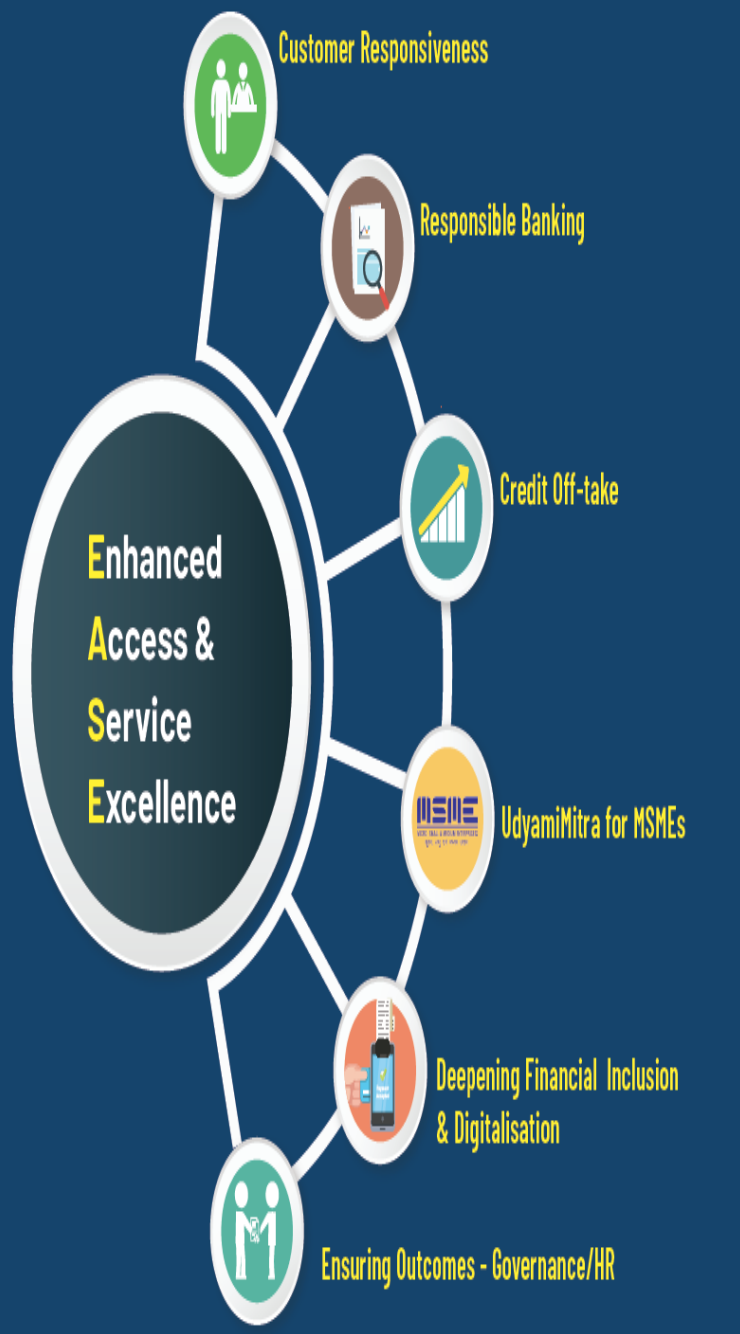 Customer Responsiveness
Responsible Banking
Credit Off-take
Enhanced
Access &
Service
Excellence
MSME
UdyamiMitra for MSMEs
Deepening Financial Inclusion
& Digitalisation
Ensuring Outcomes - Governance/HR